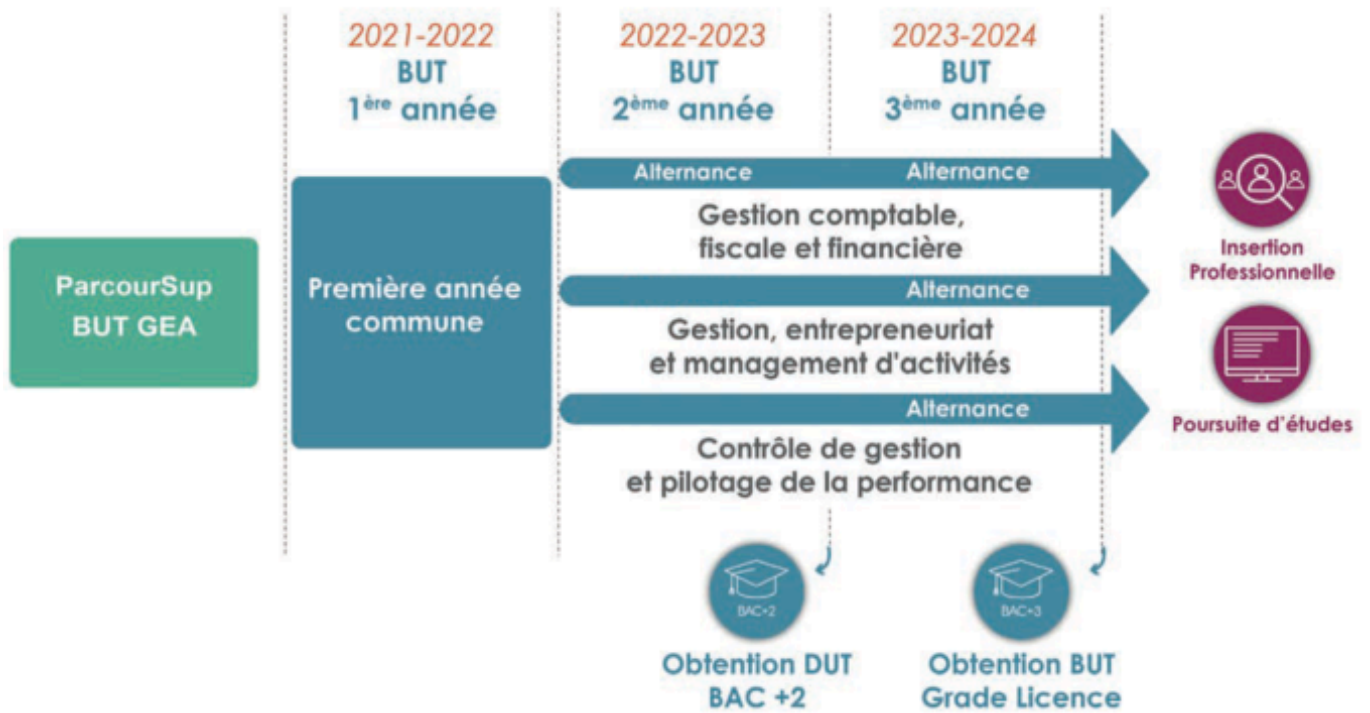 2021-2022
BUT
1ère année
2022-2023
BUT
2ème année
2023-2024
BUT
3ème année
ParcourSup
BUT GEA
Première année
commune
Alternance
Alternance
Gestion comptable,
fiscale et financière
Alternance
Gestion, entrepreneuriat
et management d'activités
Alternance
Contrôle de gestion
et pilotage de la performance
Insertion
Professionnelle
Poursuite d'études
BAC+2
Obtention DUT
BAC +2
BAC+3
Obtention BUT
Grade Licence